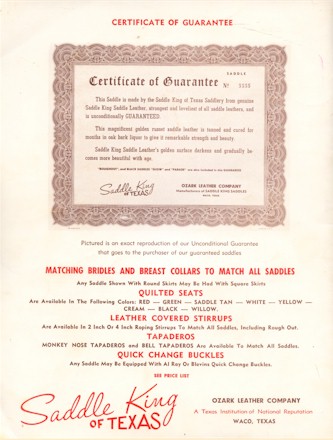 CERTIFICATE OF GUARANTEE
SADDLE
Certificate of Guarantee No
This Saddle is made by the Saddle King of Texas Saddlery from genuine
Saddle King Saddle Leather, strongest and loveliest of all saddle leathers, and
is unconditionally GUARANTEED.
This magnificent golden russet saddle leather is tanned and cured for
months in oak bark liquor to give it remarkable strength and beauty.
Saddle King Saddle Leather's golden surface darkens and gradually be-
comes more beautiful with age.
Saddle King
OF TEXAS
OZARK LEATHER COMPANY
Manufacturers of SADDLE KING SADDLES
WACO, TEXAS
Pictured is an exact reproduction of our Unconditional Guarantee
that goes to the purchaser of our guaranteed saddles
MATCHING BRIDLES AND BREAST COLLARS TO MATCH ALL SADDLES
Any Saddle Shown With Round Skirts May Be Had With Square Skirts
QUILTED SEATS
Are Available In The Following Colors: RED — GREEN — SADDLE TAN — WHITE — YELLOW —
CREAM — BLACK — WILLOW.
LEATHER COVERED STIRRUPS
Are Available In 2 Inch Or 4 Inch Roping Stirrups To Match All Saddles, Including Rough Out.
TAPADEROS
MONKEY NOSE TAPADEROS and BELL TAPADEROS Are Available To Match All Saddles.
QUICK CHANGE BUCKLES
Any Saddle May be Equipped With Al Ray Or Blevins Quick Change Buckles.
SEE PRICE LIST
Saddle King
OF TEXAS
OZARK LEATHER COMPANY
A Texas Institution of National Reputation
WACO, TEXAS